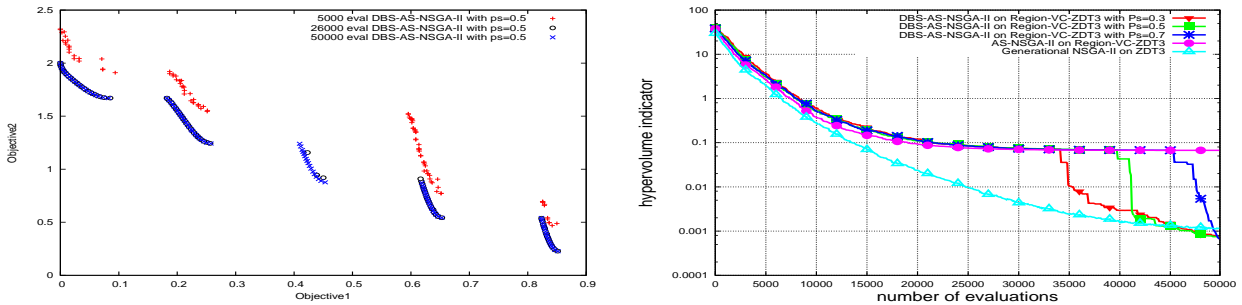 5000 eval DBS-AS-NSGA-II with ps=0.5
26000 eval DBS-AS-NSGA-II with ps=0.5
50000 eval DBS-AS-NSGA-II with ps=0.5
2.5
2
1.5
1
0.5
0
Objective2
0 0.1 0.2 0.3 0.4 0.5 0.6 0.7 0.8 0.9
Objective1
DBS-AS-NSGA-II on Region-VC-ZDT3 with Ps=0.3
DBS-AS-NSGA-II on Region-VC-ZDT3 with Ps=0.5
DBS-AS-NSGA-II on Region-VC-ZDT3 with Ps=0.7
AS-NSGA-II on Region-VC-ZDT3
Generational NSGA-II on ZDT3
100
10
1
0.1
0.01
0.001
0.0001
hypervolume indicator
0 5000 10000 15000 20000 25000 30000 35000 40000 45000 50000
number of evaluations